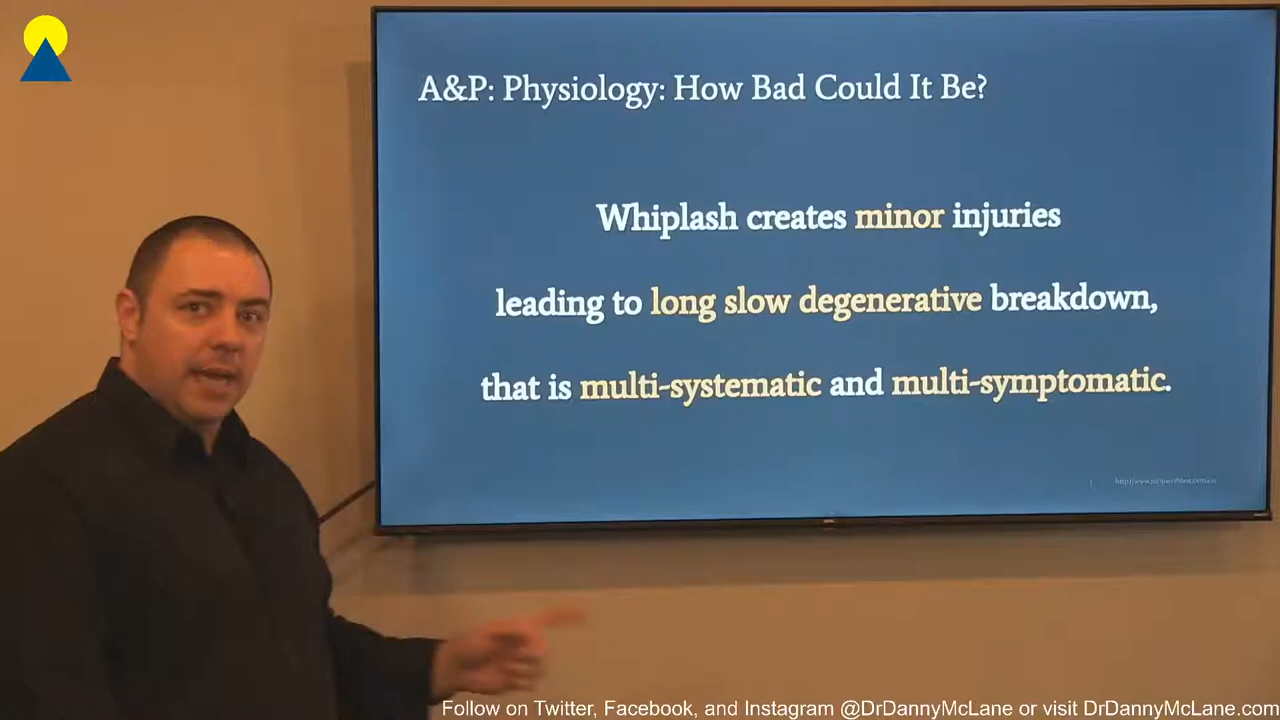 A&P: Physiology: How Bad Could It Be?
Whiplash creates minor injuries
leading to long slow degenerative breakdown,
that is multi-systematic and multi-symptomatic.
Follow on Twitter, Facebook, and Instagram @DrDannyMcLane or visit DrDannyMcLane.com